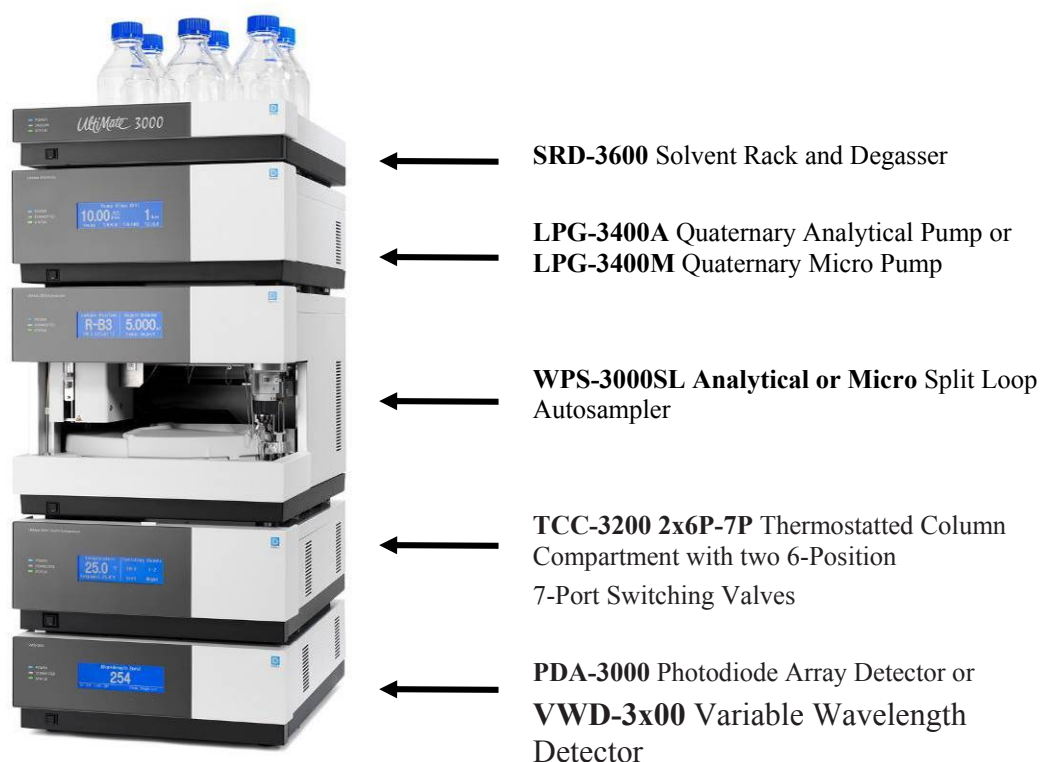 UltiMate 3000
SRD-3600 Solvent Rack and Degasser
10.00
1
LPG-3400A Quaternary Analytical Pump or
LPG-3400M Quaternary Micro Pump
R-B3 5.000
WPS-3000SL Analytical or Micro Split Loop
Autosampler
25.0
TCC-3200 2x6P-7P Thermostatted Column
Compartment with two 6-Position
7-Port Switching Valves
254
PDA-3000 Photodiode Array Detector or
VWD-3x00 Variable Wavelength
Detector